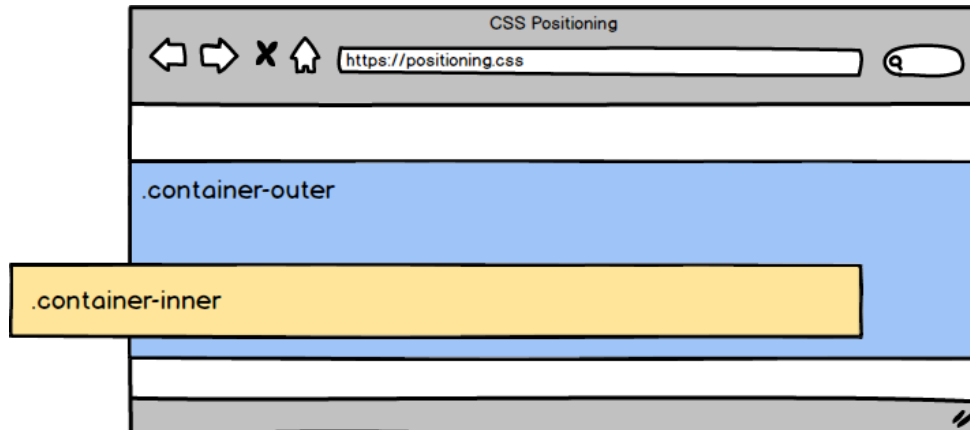 CSS Positioning
https://positioning.css
.container-outer
.container-inner